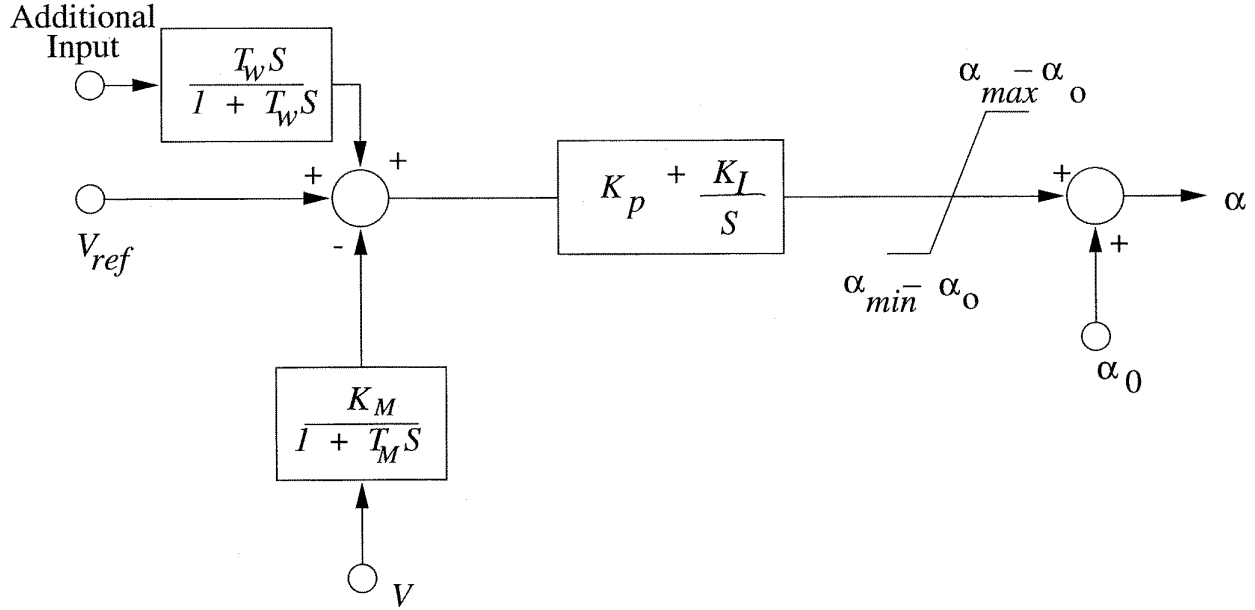 Additional
Input
T_w S
1 + T_w S
+
+
V_ref
-
K_M
1 + T_M S
V
K_p + K_I
S
α_max - α_o
α_min - α_o
+
α
+
α_0